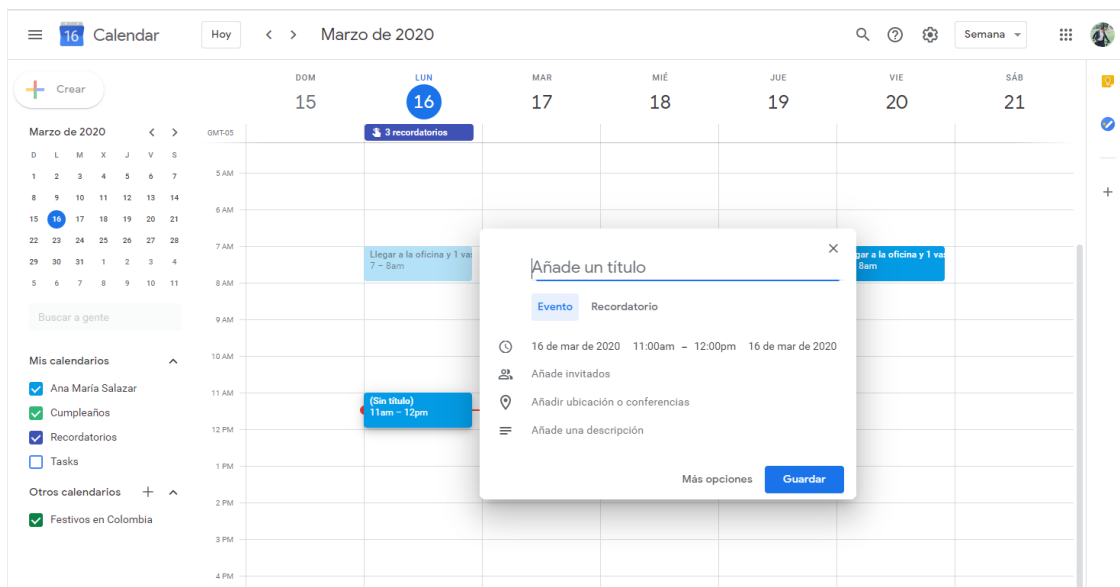 16 Calendar Hoy Marzo de 2020 Semana
Crear
Marzo de 2020
D L M X J V S
1 2 3 4 5 6 7
8 9 10 11 12 13 14
15 16 17 18 19 20 21
22 23 24 25 26 27 28
29 30 31 1 2 3 4
5 6 7 8 9 10 11
Buscar a gente
Mis calendarios
Ana María Salazar
Cumpleaños
Recordatorios
Tasks
Otros calendarios
Festivos en Colombia
DOM LUN MAR MIÉ JUE VIE SÁB
15 16 17 18 19 20 21
GMT-05
3 recordatorios
5 AM
6 AM
7 AM
8 AM
9 AM
10 AM
11 AM
12 PM
1 PM
2 PM
3 PM
4 PM
Llegar a la oficina y 1 va
7 – 8am
(Sin título)
11am – 12pm
gar a la oficina y 1 va
8am
Añade un título
Evento Recordatorio
16 de mar de 2020 11:00am – 12:00pm 16 de mar de 2020
Añade invitados
Añadir ubicación o conferencias
Añade una descripción
Más opciones Guardar